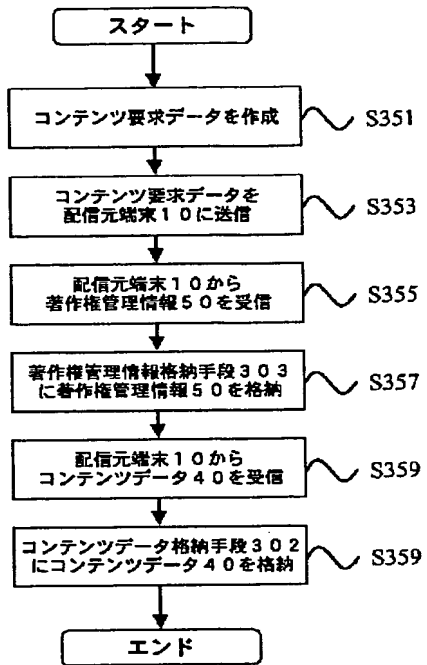 スタート
コンテンツ要求データを作成
S351
コンテンツ要求データを
配信元端末10に送信
S353
配信元端末10から
著作権管理情報50を受信
S355
著作権管理情報格納手段303
に著作権管理情報50を格納
S357
配信元端末10から
コンテンツデータ40を受信
S359
コンテンツデータ格納手段302
にコンテンツデータ40を格納
S359
エンド